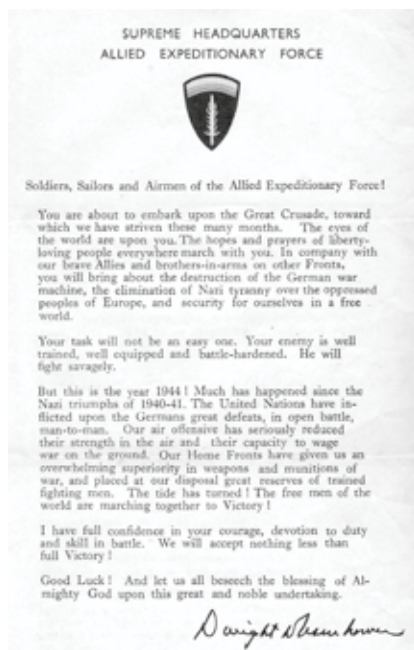 SUPREME HEADQUARTERS
ALLIED EXPEDITIONARY FORCE
Soldiers, Sailors and Airmen of the Allied Expeditionary Force!
You are about to embark upon the Great Crusade, toward
which we have striven these many months. The eyes of
the world are upon you. The hopes and prayers of liberty-
loving people everywhere march with you. In company with
our brave Allies and brothers-in-arms on other Fronts,
you will bring about the destruction of the German war
machine, the elimination of Nazi tyranny over the oppressed
peoples of Europe, and security for ourselves in a free
world.
Your task will not be an easy one. Your enemy is well
trained, well equipped and battle-hardened. He will
fight savagely.
But this is the year 1944! Much has happened since the
Nazi triumphs of 1940-41. The United Nations have in-
flicted upon the Germans great defeats, in open battle,
man-to-man. Our air offensive has seriously reduced
their strength in the air and their capacity to wage
war on the ground. Our Home Fronts have given us an
overwhelming superiority in weapons and munitions of
war, and placed at our disposal great reserves of trained
fighting men. The tide has turned! The free men of the
world are marching together to Victory!
I have full confidence in your courage, devotion to duty
and skill in battle. We will accept nothing less than
full Victory!
Good Luck! And let us all beseech the blessing of Al-
mighty God upon this great and noble undertaking.
Dwight D Eisenhower